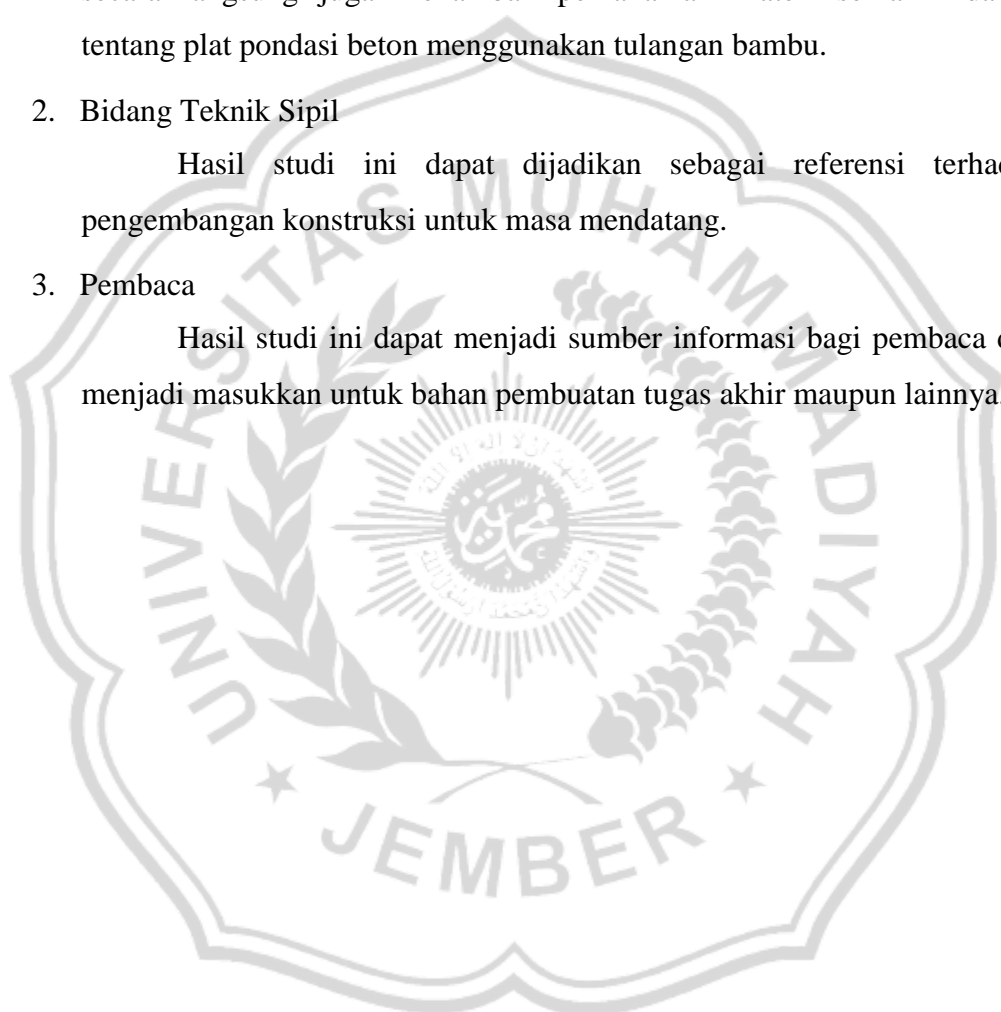 tentang plat pondasi beton menggunakan tulangan bambu.
2. Bidang Teknik Sipil
Hasil studi ini dapat dijadikan sebagai referensi
pengembangan konstruksi untuk masa mendatang.
3. Pembaca
Hasil studi ini dapat menjadi sumber informasi bagi pembaca
menjadi masukkan untuk bahan pembuatan tugas akhir maupun lainnya.
UNIVERSITAS MUHAMMADIYAH
JEMBER